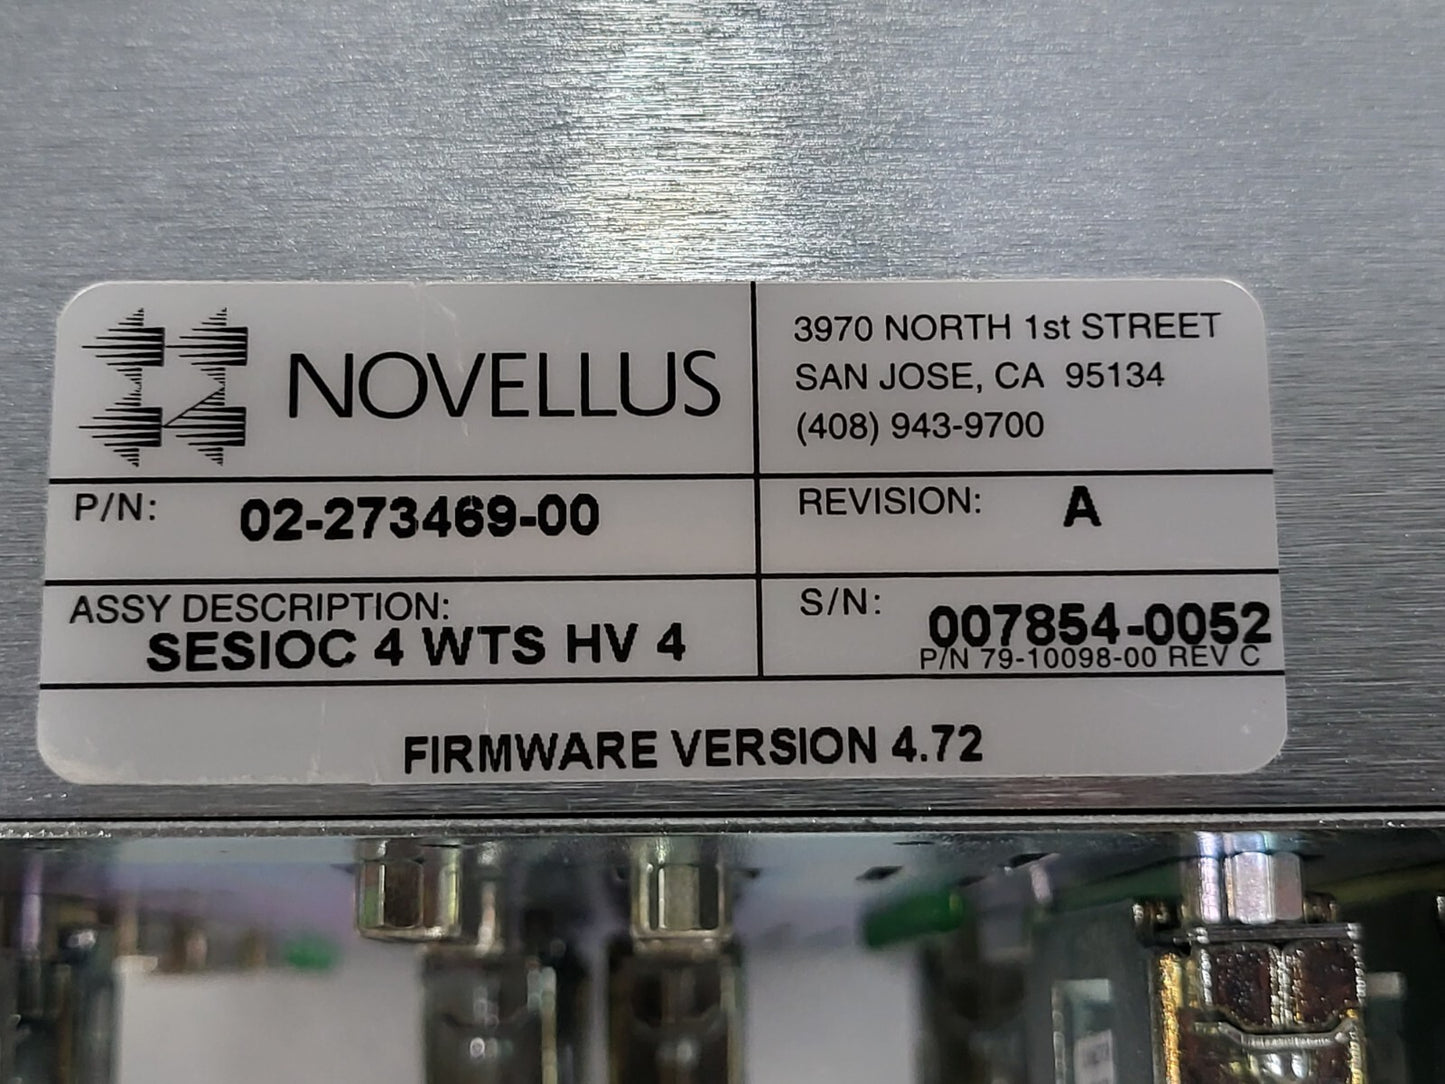 NOVELLUS
3970 NORTH 1st STREET
SAN JOSE, CA 95134
(408) 943-9700
P/N: 02-273469-00
REVISION: A
ASSY DESCRIPTION:
SESIOC 4 WTS HV 4
S/N: 007854-0052
P/N 79-10098-00 REV C
FIRMWARE VERSION 4.72